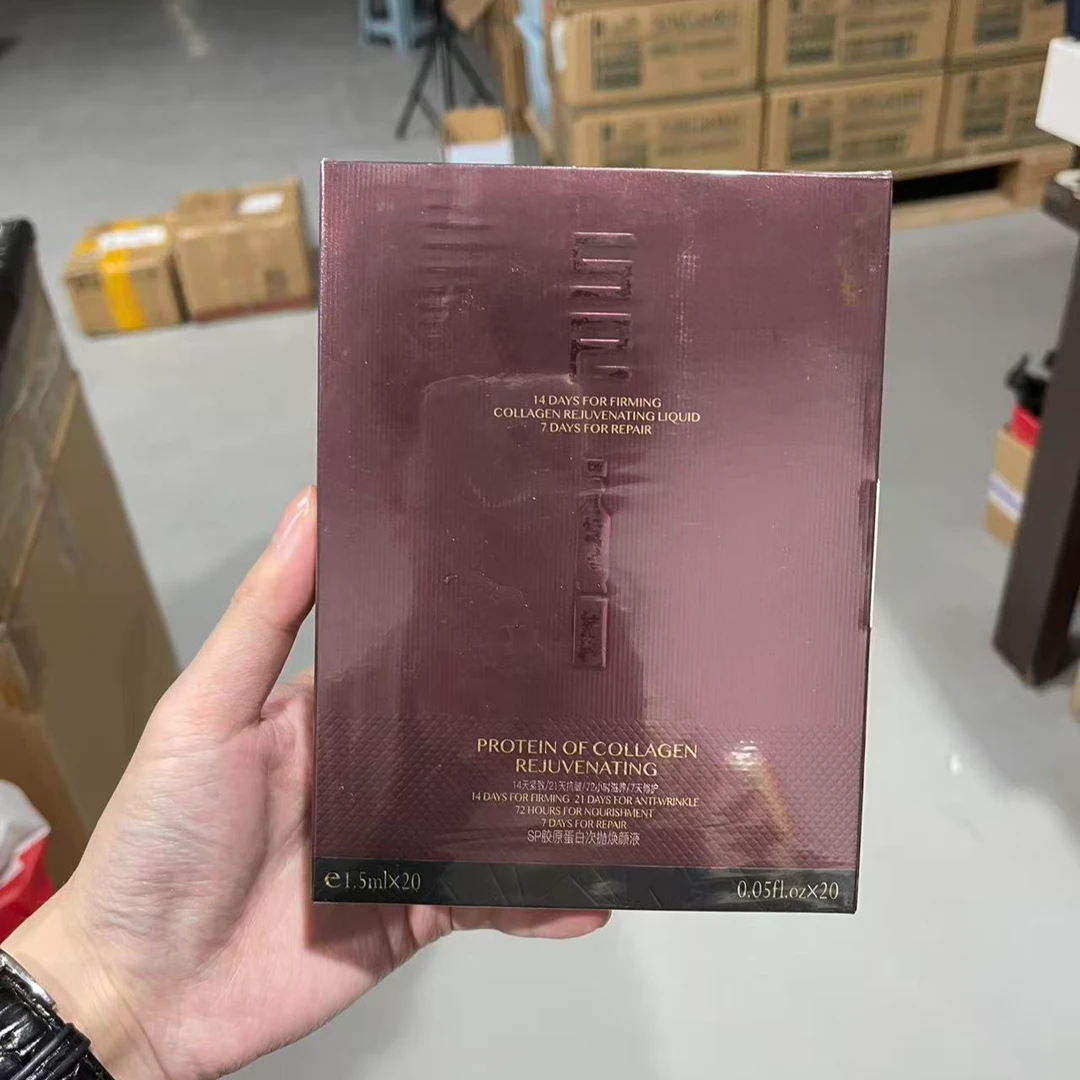 14 DAYS FOR FIRMING
COLLAGEN REJUVENATING LIQUID
7 DAYS FOR REPAIR
PROTEIN OF COLLAGEN
REJUVENATING
14天紧致/21天抗皱/72小时滋养/7天修护
14 DAYS FOR FIRMING 21 DAYS FOR ANTI-WRINKLE
72 HOURS FOR NOURISHMENT
7 DAYS FOR REPAIR
SP胶原蛋白次抛焕颜液
e1.5ml×20
0.05fl.oz×20